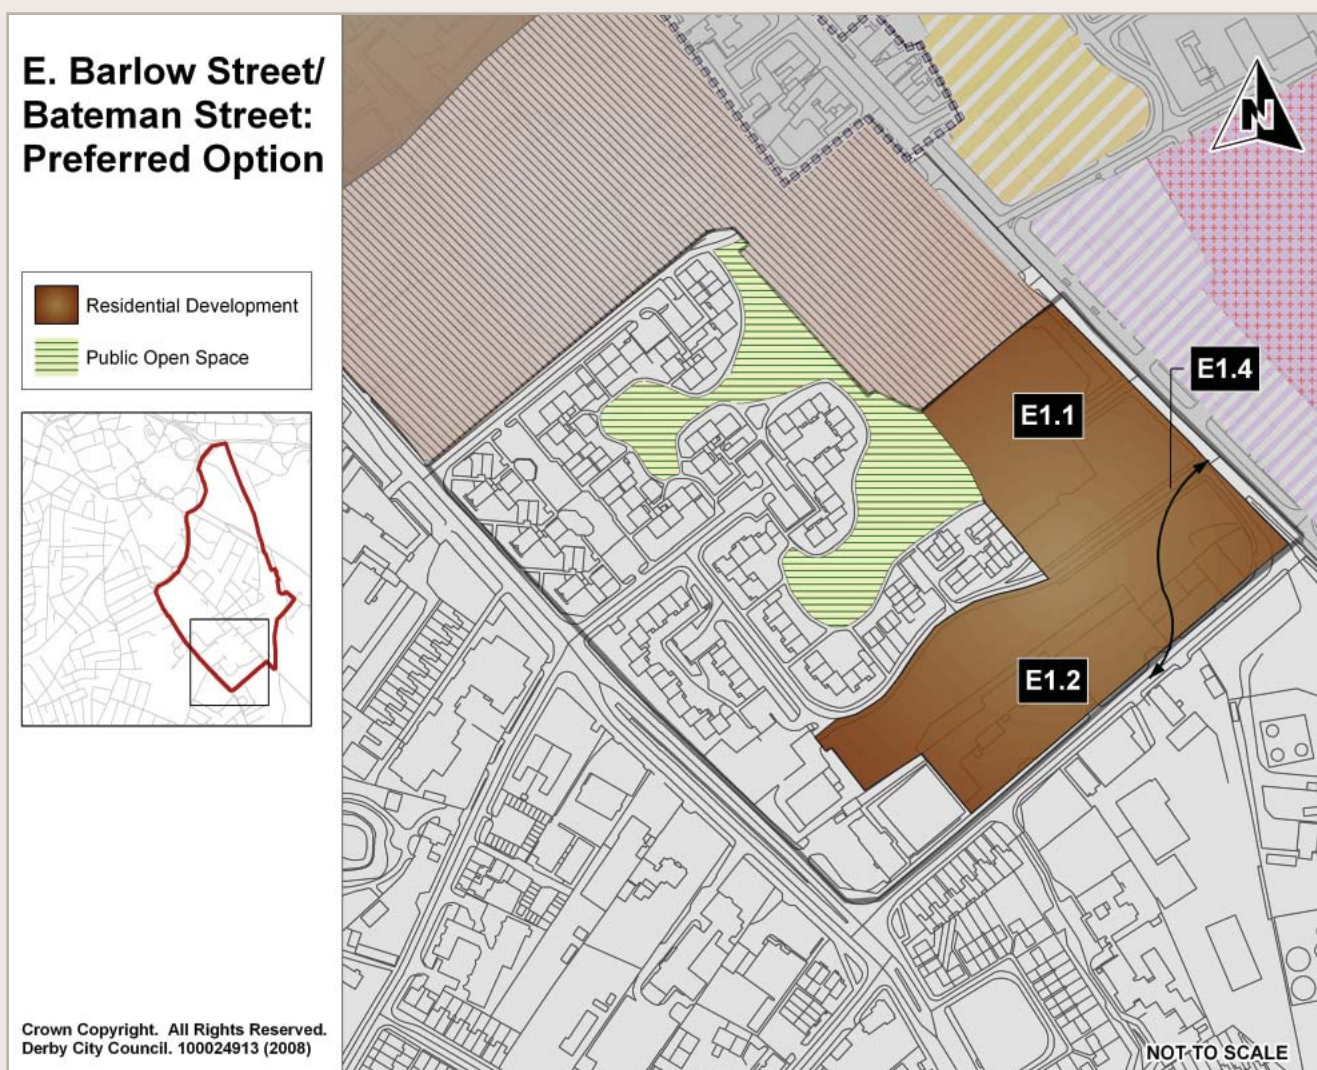 E. Barlow Street/
Bateman Street:
Preferred Option
Residential Development
Public Open Space
Crown Copyright. All Rights Reserved.
Derby City Council. 100024913 (2008)
N
E1.4
E1.1
E1.2
NOT TO SCALE